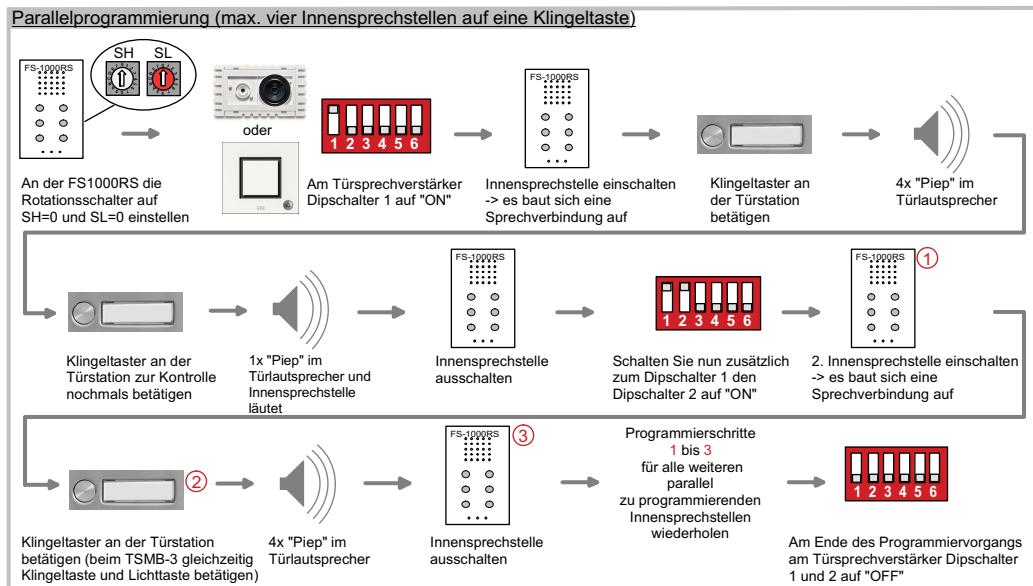 Parallelprogrammierung (max. vier Innensprechstellen auf eine Klingeltaste)
SH SL
FS-1000RS
oder
1 2 3 4 5 6
FS-1000RS
An der FS1000RS die
Rotationsschalter auf
SH=0 und SL=0 einstellen
Am Türsprechverstärker
Dipschalter 1 auf "ON"
Innensprechstelle einschalten
-> es baut sich eine
Sprechverbindung auf
Klingeltaster an
der Türstation
betätigen
4x "Piep" im
Türlautsprecher
Klingeltaster an der
Türstation zur Kontrolle
nochmals betätigen
1x "Piep" im
Türlautsprecher und
Innensprechstelle
läutet
FS-1000RS
Innensprechstelle
ausschalten
1 2 3 4 5 6
Schalten Sie nun zusätzlich
zum Dipschalter 1 den
Dipschalter 2 auf "ON"
FS-1000RS
1
2. Innensprechstelle einschalten
-> es baut sich eine
Sprechverbindung auf
2
Klingeltaster an der Türstation
betätigen (beim TSMB-3 gleichzeitig
Klingeltaste und Lichttaste betätigen)
4x "Piep" im
Türlautsprecher
FS-1000RS
3
Innensprechstelle
ausschalten
Programmierschritte
1 bis 3
für alle weiteren
parallel
zu programmierenden
Innensprechstellen
wiederholen
1 2 3 4 5 6
Am Ende des Programmiervorgangs
am Türsprechverstärker Dipschalter
1 und 2 auf "OFF"